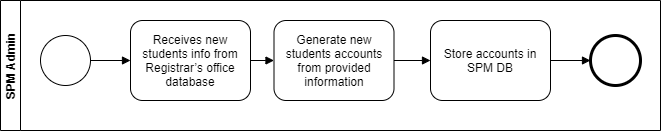 SPM Admin
Receives new
students info from
Registrar's office
database
Generate new
students accounts
from provided
information
Store accounts in
SPM DB